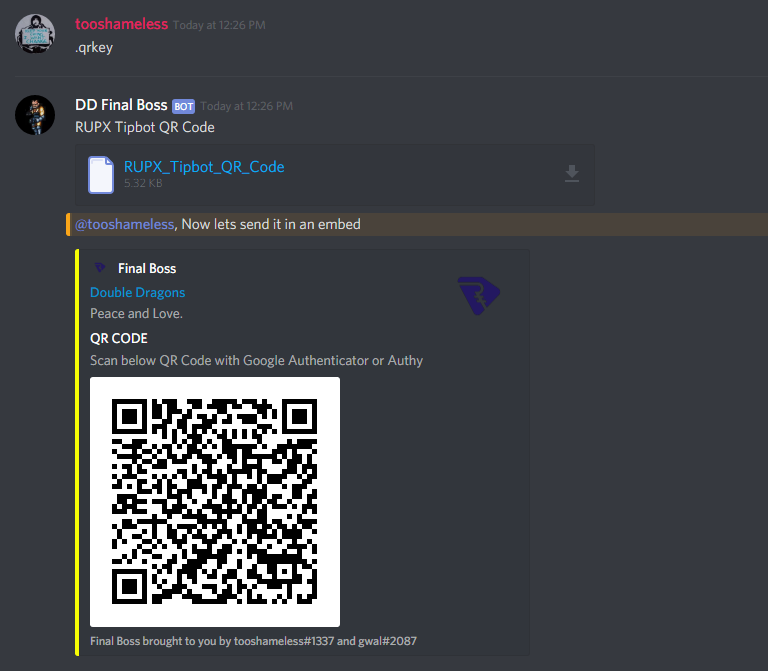 tooshameless Today at 12:26 PM
.qrkey
DD Final Boss BOT Today at 12:26 PM
RUPX Tipbot QR Code
RUPX_Tipbot_QR_Code
5.32 KB
@tooshameless, Now lets send it in an embed
Final Boss
Double Dragons
Peace and Love.
QR CODE
Scan below QR Code with Google Authenticator or Authy
Final Boss brought to you by tooshameless#1337 and gwal#2087